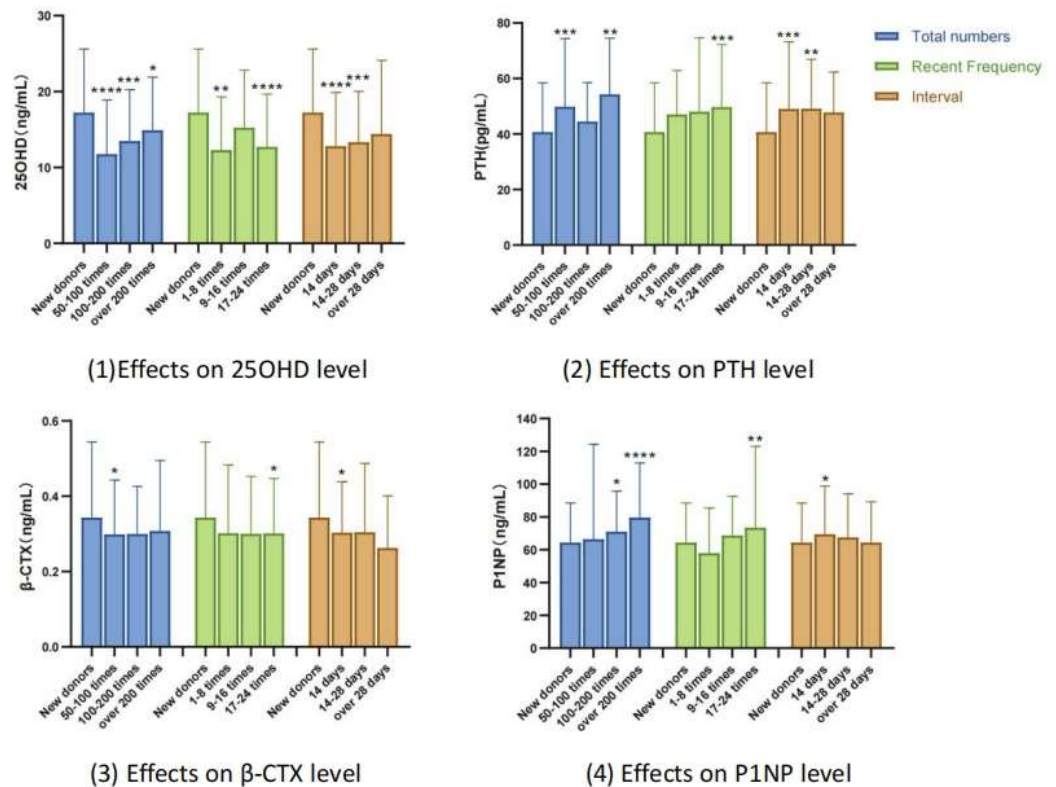 30
20
10
0
25OHD(ng/mL)
**** *** *
** ****
**** ***
New donors
50-100 times
100-200 times
over 200 times
New donors
1-8 times
9-16 times
17-24 times
New donors
14 days
14-28 days
over 28 days
(1)Effects on 25OHD level
80
60
40
20
0
PTH(pg/mL)
*** **
***
*** **
New donors
50-100 times
100-200 times
over 200 times
New donors
1-8 times
9-16 times
17-24 times
New donors
14 days
14-28 days
over 28 days
(2) Effects on PTH level
Total numbers
Recent Frequency
Interval
0.6
0.4
0.2
0.0
β-CTX(ng/mL)
*
*
*
New donors
50-100 times
100-200 times
over 200 times
New donors
1-8 times
9-16 times
17-24 times
New donors
14 days
14-28 days
over 28 days
(3) Effects on β-CTX level
140
120
100
80
60
40
20
0
P1NP(ng/mL)
* ****
**
*
New donors
50-100 times
100-200 times
over 200 times
New donors
1-8 times
9-16 times
17-24 times
New donors
14 days
14-28 days
over 28 days
(4) Effects on P1NP level